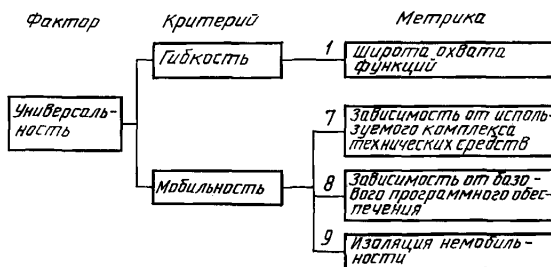 Фактор Критерий Метрика
Гибкость
1
Широта охвата
функций
Универсаль-
ность
Мобильность
7
Зависимость от исполь-
зуемого комплекса
технических средств
8
Зависимость от базо-
вого программного обес-
печения
9
Изоляция немобиль-
ности